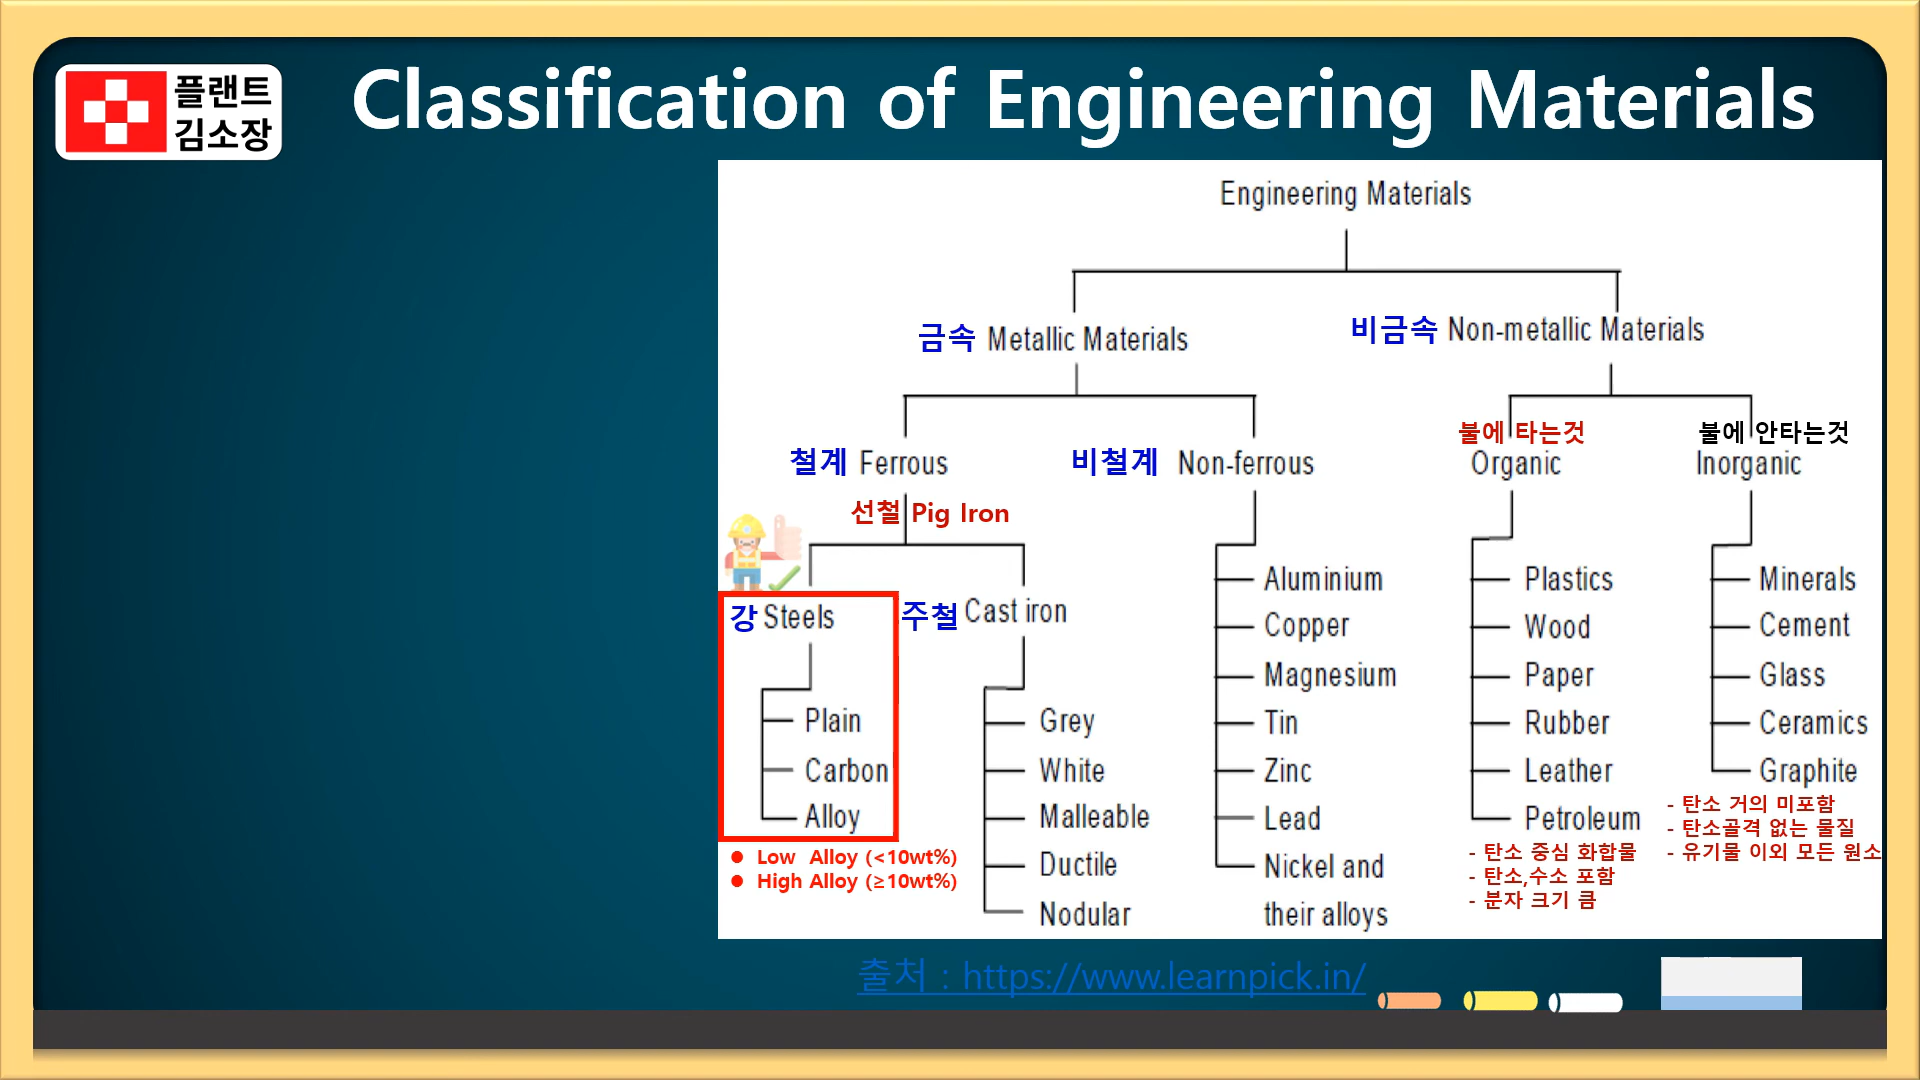 플랜트
김소장
Classification of Engineering Materials
Engineering Materials
금속 Metallic Materials
비금속 Non-metallic Materials
철계 Ferrous
비철계 Non-ferrous
불에 타는것
Organic
불에 안타는것
Inorganic
선철 Pig Iron
강 Steels
주철 Cast iron
Plain
Carbon
Alloy
● Low Alloy (<10wt%)
● High Alloy (≥10wt%)
Grey
White
Malleable
Ductile
Nodular
Aluminium
Copper
Magnesium
Tin
Zinc
Lead
Nickel and
their alloys
Plastics
Wood
Paper
Rubber
Leather
Petroleum
- 탄소 중심 화합물
- 탄소,수소 포함
- 분자 크기 큼
Minerals
Cement
Glass
Ceramics
Graphite
- 탄소 거의 미포함
- 탄소골격 없는 물질
- 유기물 이외 모든 원소
출처 : https://www.learnpick.in/